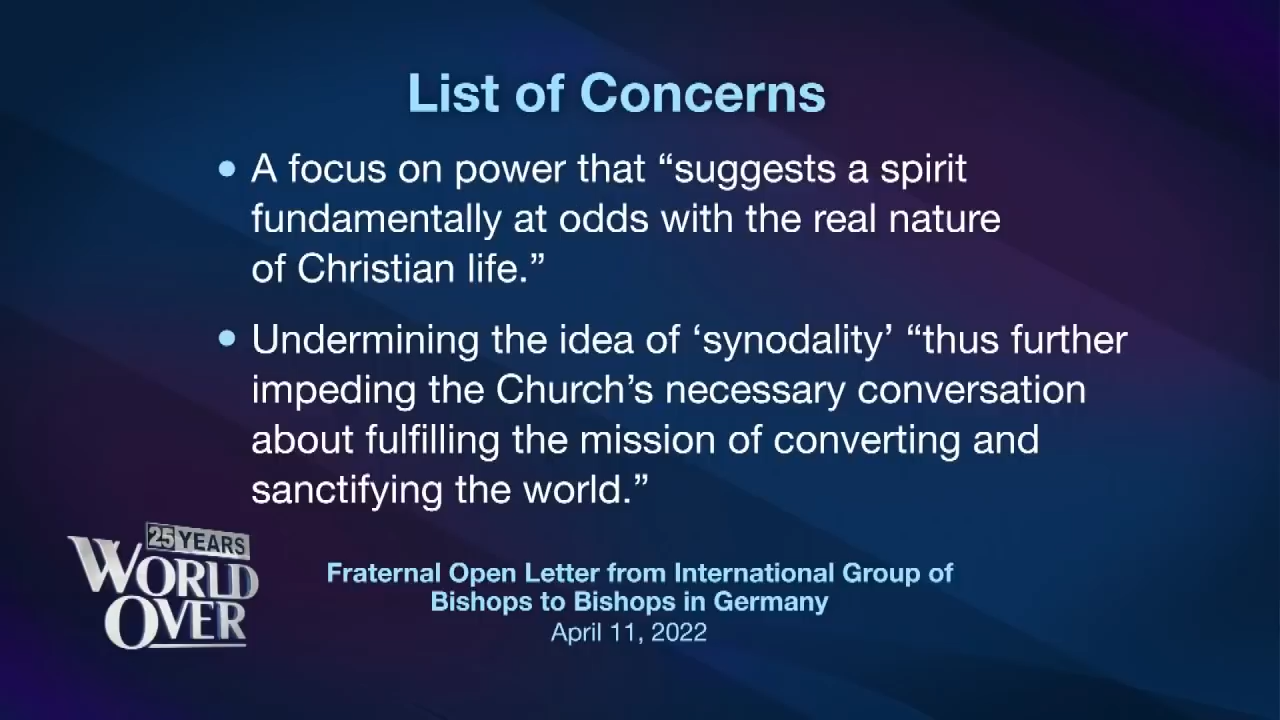 List of Concerns
• A focus on power that “suggests a spirit
fundamentally at odds with the real nature
of Christian life.”
• Undermining the idea of ‘synodality’ “thus further
impeding the Church’s necessary conversation
about fulfilling the mission of converting and
sanctifying the world.”
25 YEARS
WORLD
OVER
Fraternal Open Letter from International Group of
Bishops to Bishops in Germany
April 11, 2022